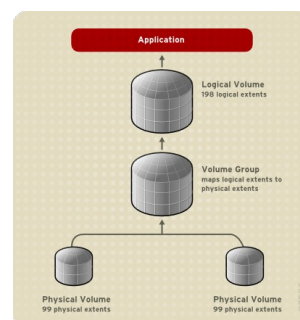 Application
Logical Volume
198 logical extents
Volume Group
maps logical extents to
physical extents
Physical Volume
99 physical extents
Physical Volume
99 physical extents